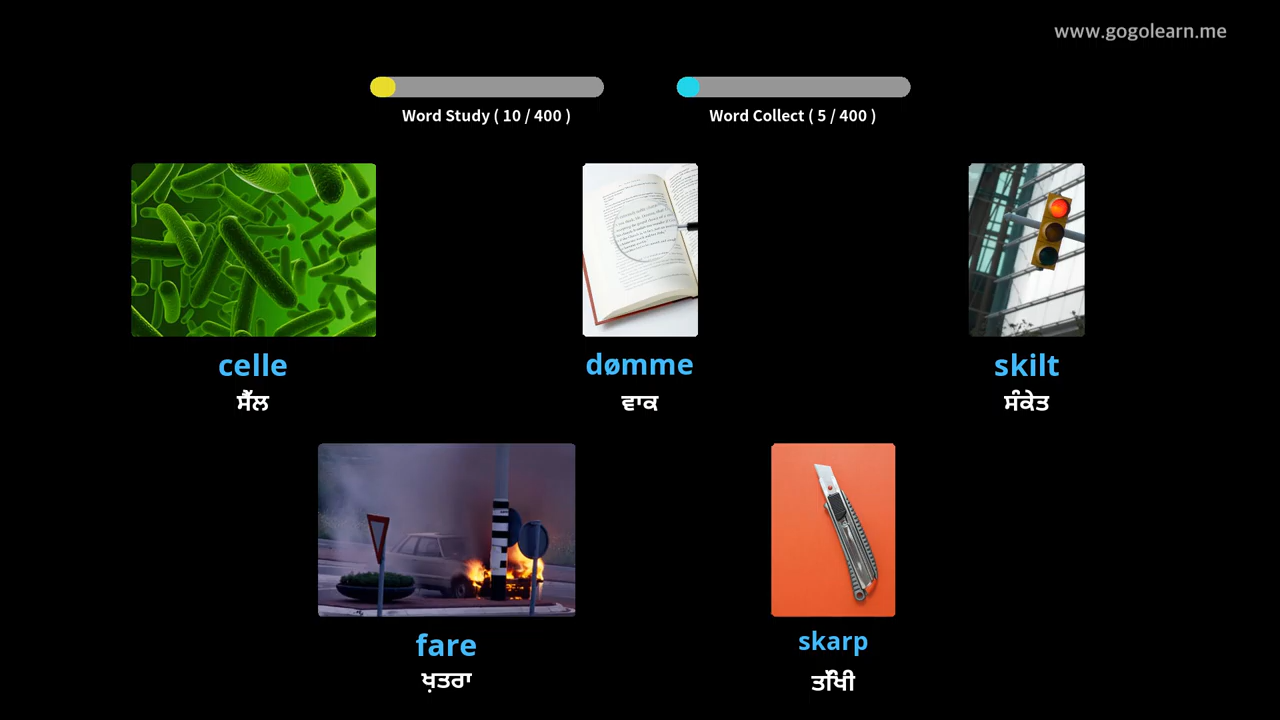 www.gogolearn.me
Word Study ( 10 / 400 )
Word Collect ( 5 / 400 )
celle
ਸੈੱਲ
dømme
ਵਾਕ
skilt
ਸੰਕੇਤ
fare
ਖ਼ਤਰਾ
skarp
ਤਿੱਖੀ